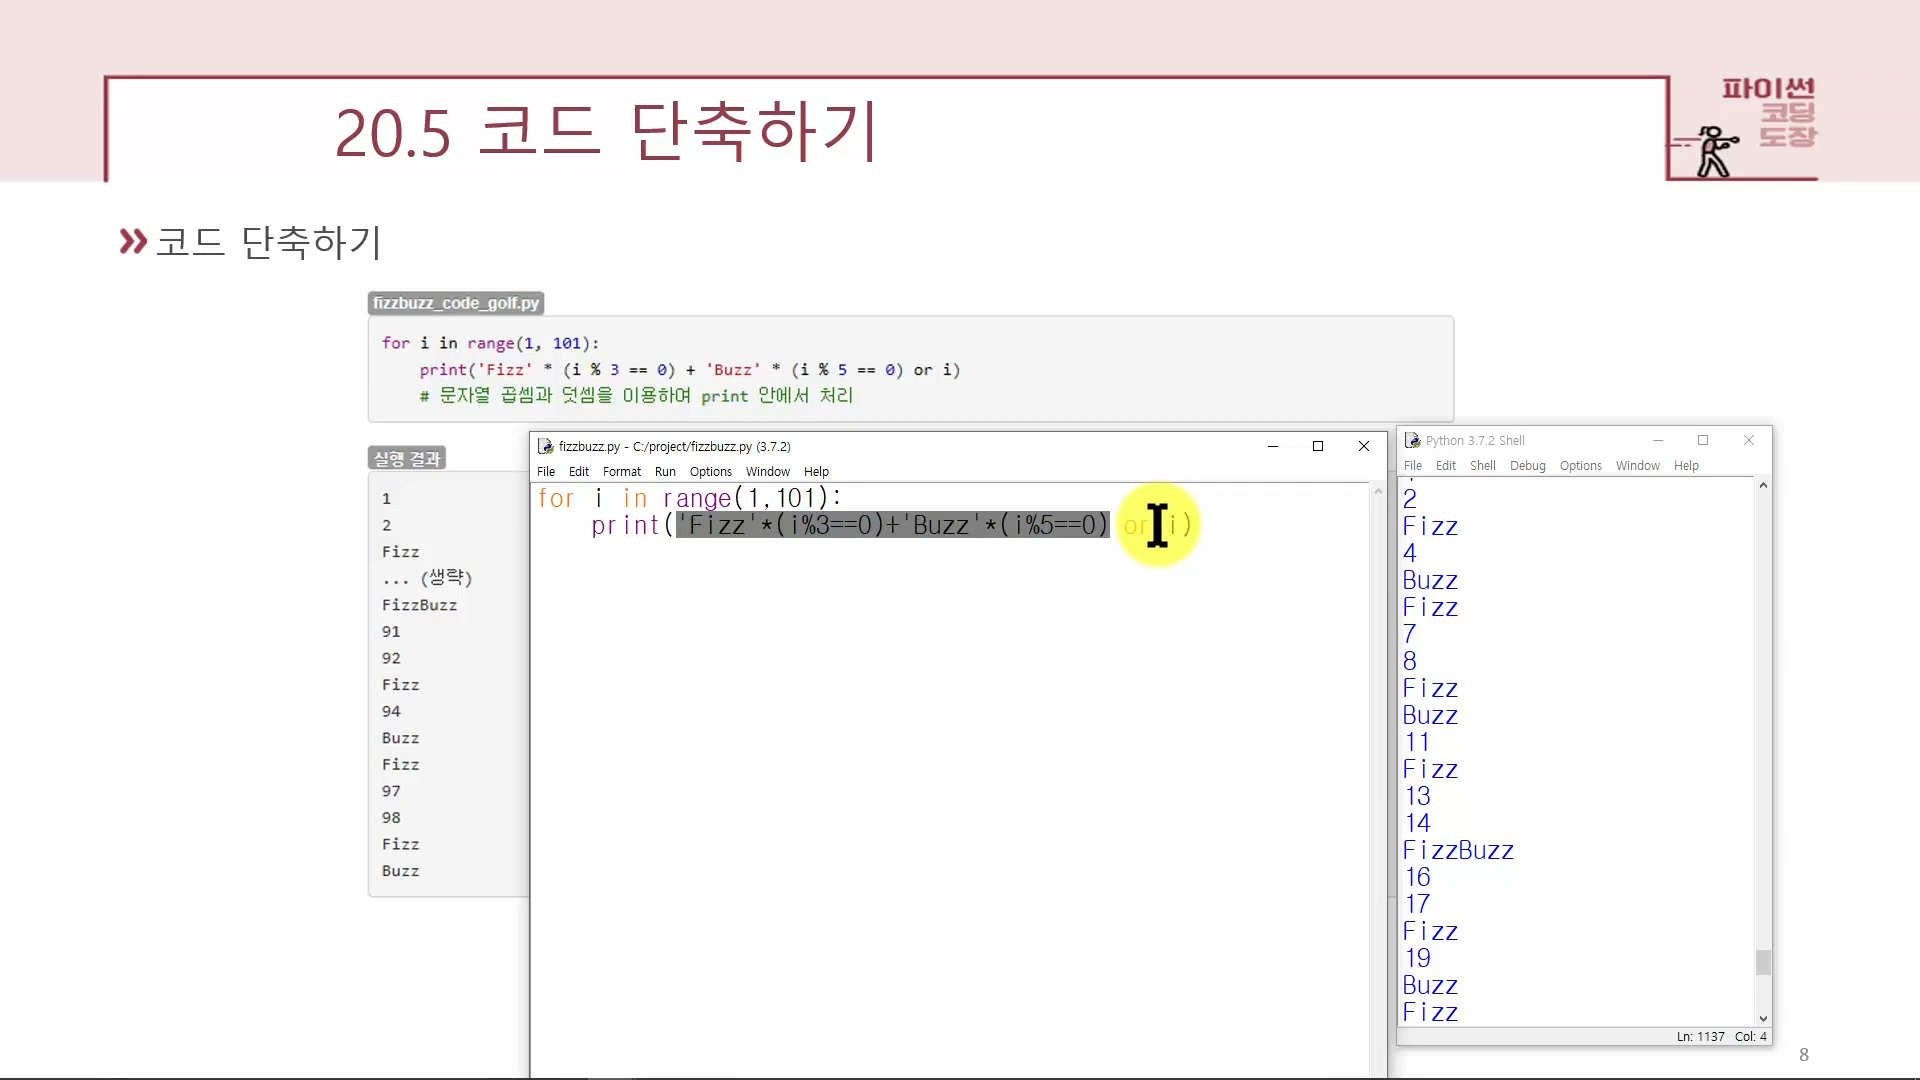 20.5 코드 단축하기
파이썬
코딩
도장
코드 단축하기
fizzbuzz_code_golf.py
for i in range(1, 101):
print('Fizz' * (i % 3 == 0) + 'Buzz' * (i % 5 == 0) or i)
# 문자열 곱셈과 덧셈을 이용하여 print 안에서 처리
실행 결과
1
2
Fizz
... (생략)
FizzBuzz
91
92
Fizz
94
Buzz
Fizz
97
98
Fizz
Buzz
fizzbuzz.py - C:/project/fizzbuzz.py (3.7.2)
File Edit Format Run Options Window Help
for i in range(1,101):
print('Fizz'*(i%3==0)+'Buzz'*(i%5==0) or i)
Python 3.7.2 Shell
File Edit Shell Debug Options Window Help
2
Fizz
4
Buzz
Fizz
7
8
Fizz
Buzz
11
Fizz
13
14
FizzBuzz
16
17
Fizz
19
Buzz
Fizz
Ln: 1137 Col: 4
8